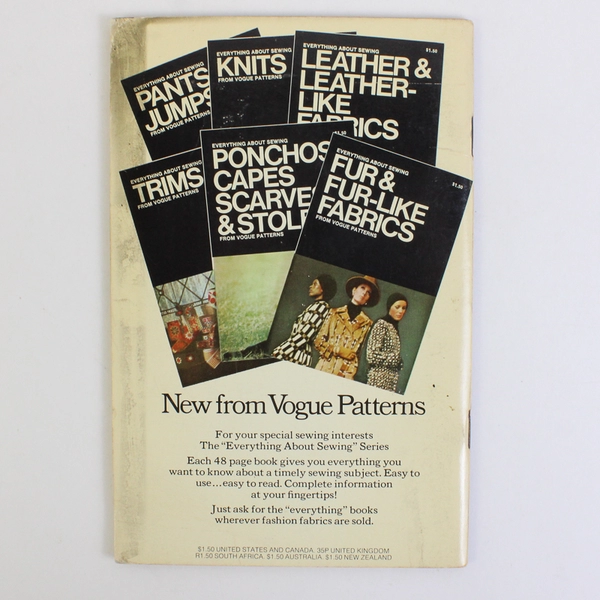 EVERYTHING ABOUT SEWING
PANTS
JUMPS
FROM VOGUE PATTERNS
EVERYTHING ABOUT SEWING
KNITS
FROM VOGUE PATTERNS
EVERYTHING ABOUT SEWING
$1.50
LEATHER &
LEATHER-
LIKE
FABRICS
EVERYTHING ABOUT SEWING
TRIMS
FROM VOGUE PATTERNS
EVERYTHING ABOUT SEWING
$1.50
PONCHOS
CAPES
SCARVES
& STOLE
FROM VOGUE PATTERNS
EVERYTHING ABOUT SEWING
$1.50
FUR &
FUR-LIKE
FABRICS
FROM VOGUE PATTERNS
New from Vogue Patterns
For your special sewing interests
The "Everything About Sewing" Series
Each 48 page book gives you everything you
want to know about a timely sewing subject. Easy to
use...easy to read. Complete information
at your fingertips!
Just ask for the "everything" books
wherever fashion fabrics are sold.
$1.50 UNITED STATES AND CANADA. 35P UNITED KINGDOM
R1.50 SOUTH AFRICA. $1.50 AUSTRALIA. $1.50 NEW ZEALAND